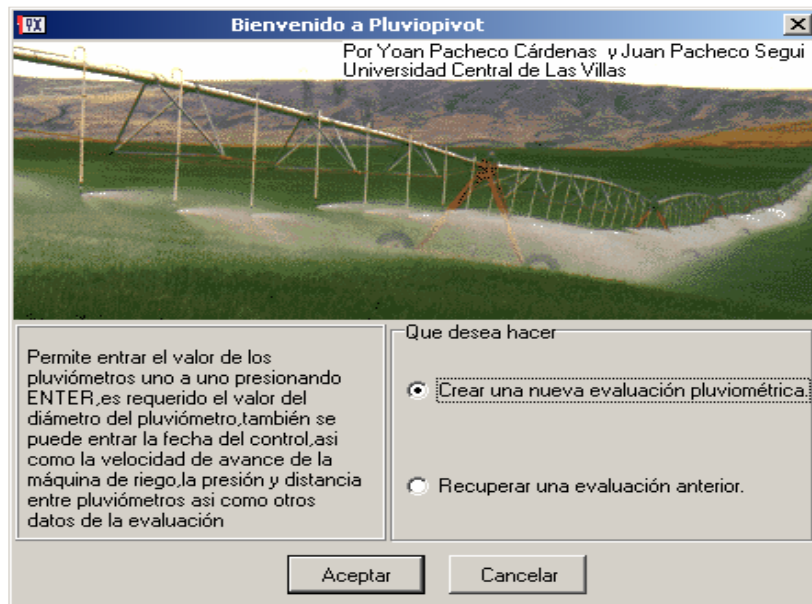 Bienvenido a Pluviopivot
Por Yoan Pacheco Cárdenas y Juan Pacheco Segui
Universidad Central de Las Villas
Permite entrar el valor de los
pluviómetros uno a uno presionando
ENTER,es requerido el valor del
diámetro del pluviómetro,también se
puede entrar la fecha del control,asi
como la velocidad de avance de la
máquina de riego,la presión y distancia
entre pluviómetros asi como otros
datos de la evaluación
Que desea hacer
Crear una nueva evaluación pluviométrica.
Recuperar una evaluación anterior.
Aceptar
Cancelar